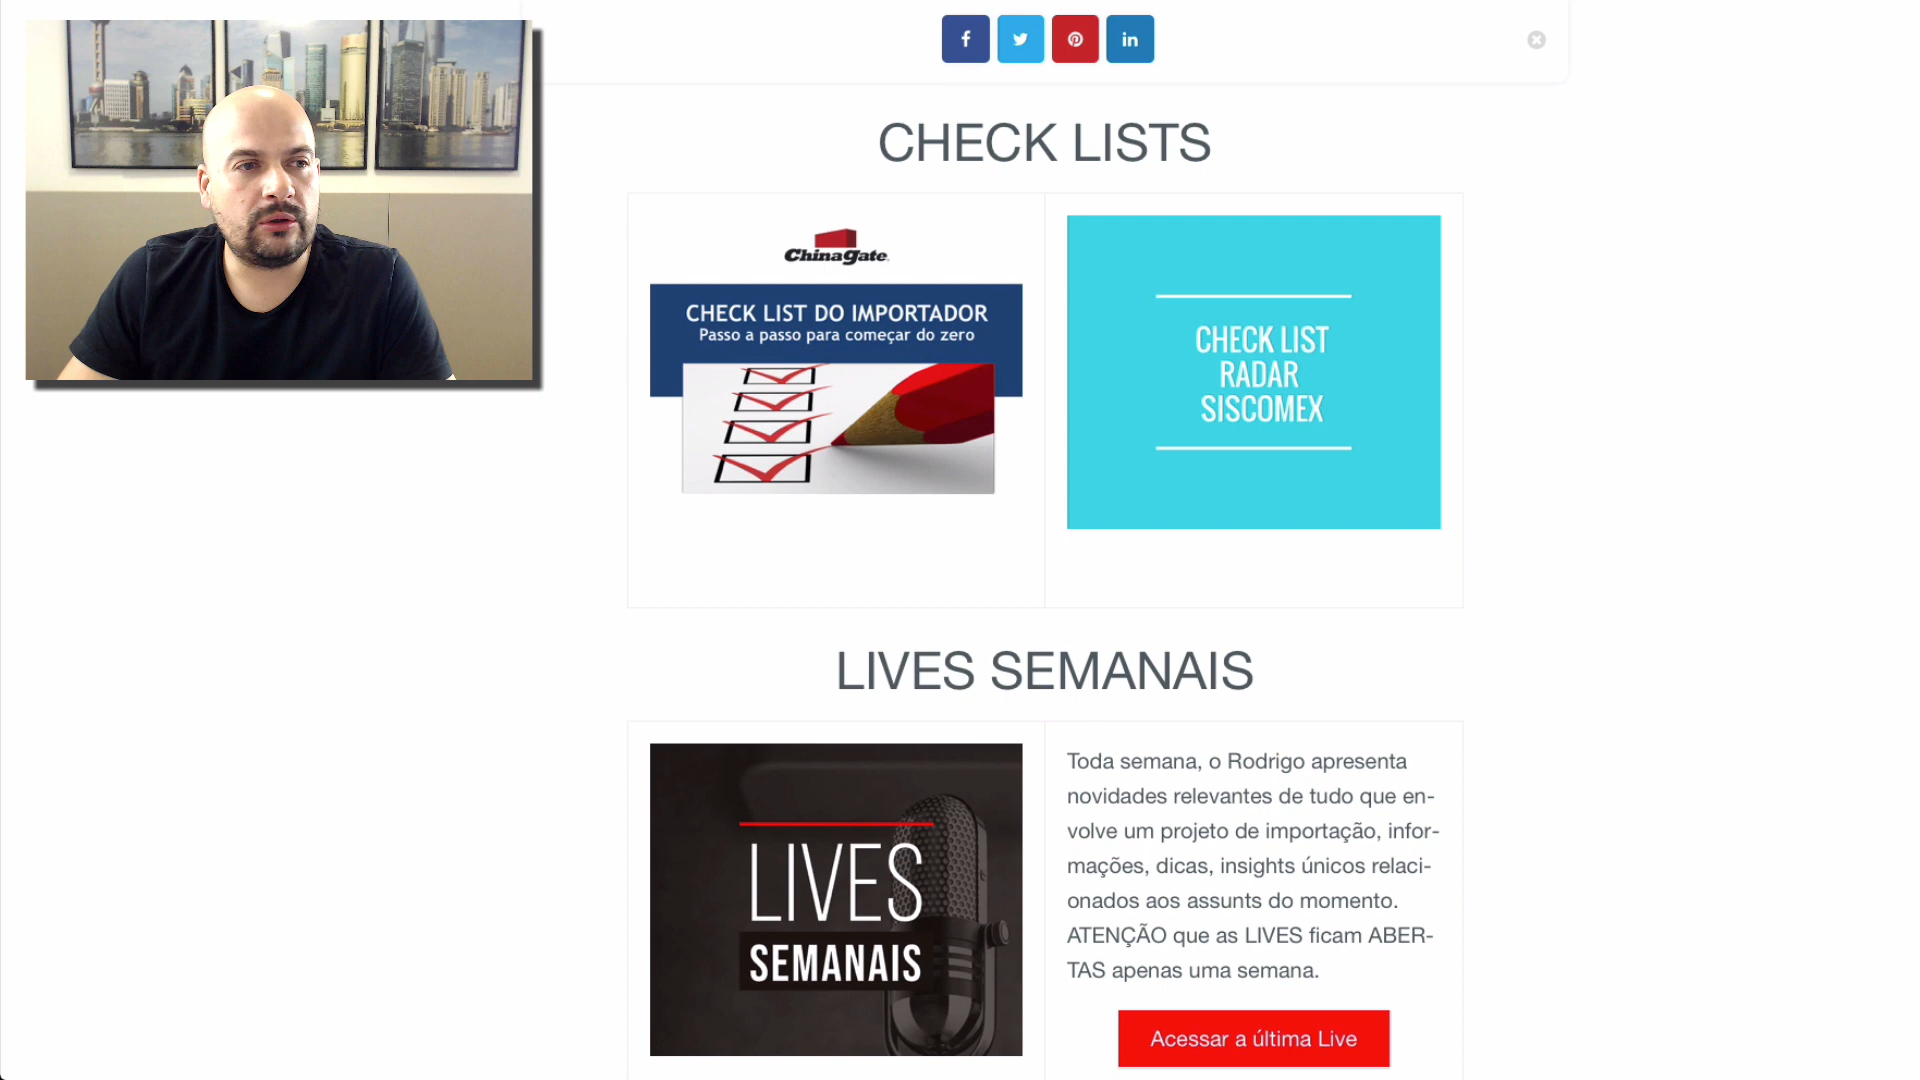 CHECK LISTS
ChinaGate
CHECK LIST DO IMPORTADOR
Passo a passo para começar do zero
CHECK LIST
RADAR
SISCOMEX
LIVES SEMANAIS
LIVES
SEMANAIS
Toda semana, o Rodrigo apresenta
novidades relevantes de tudo que en-
volve um projeto de importação, infor-
mações, dicas, insights únicos relaci-
onados aos assunts do momento.
ATENÇÃO que as LIVES ficam ABER-
TAS apenas uma semana.
Acessar a última Live